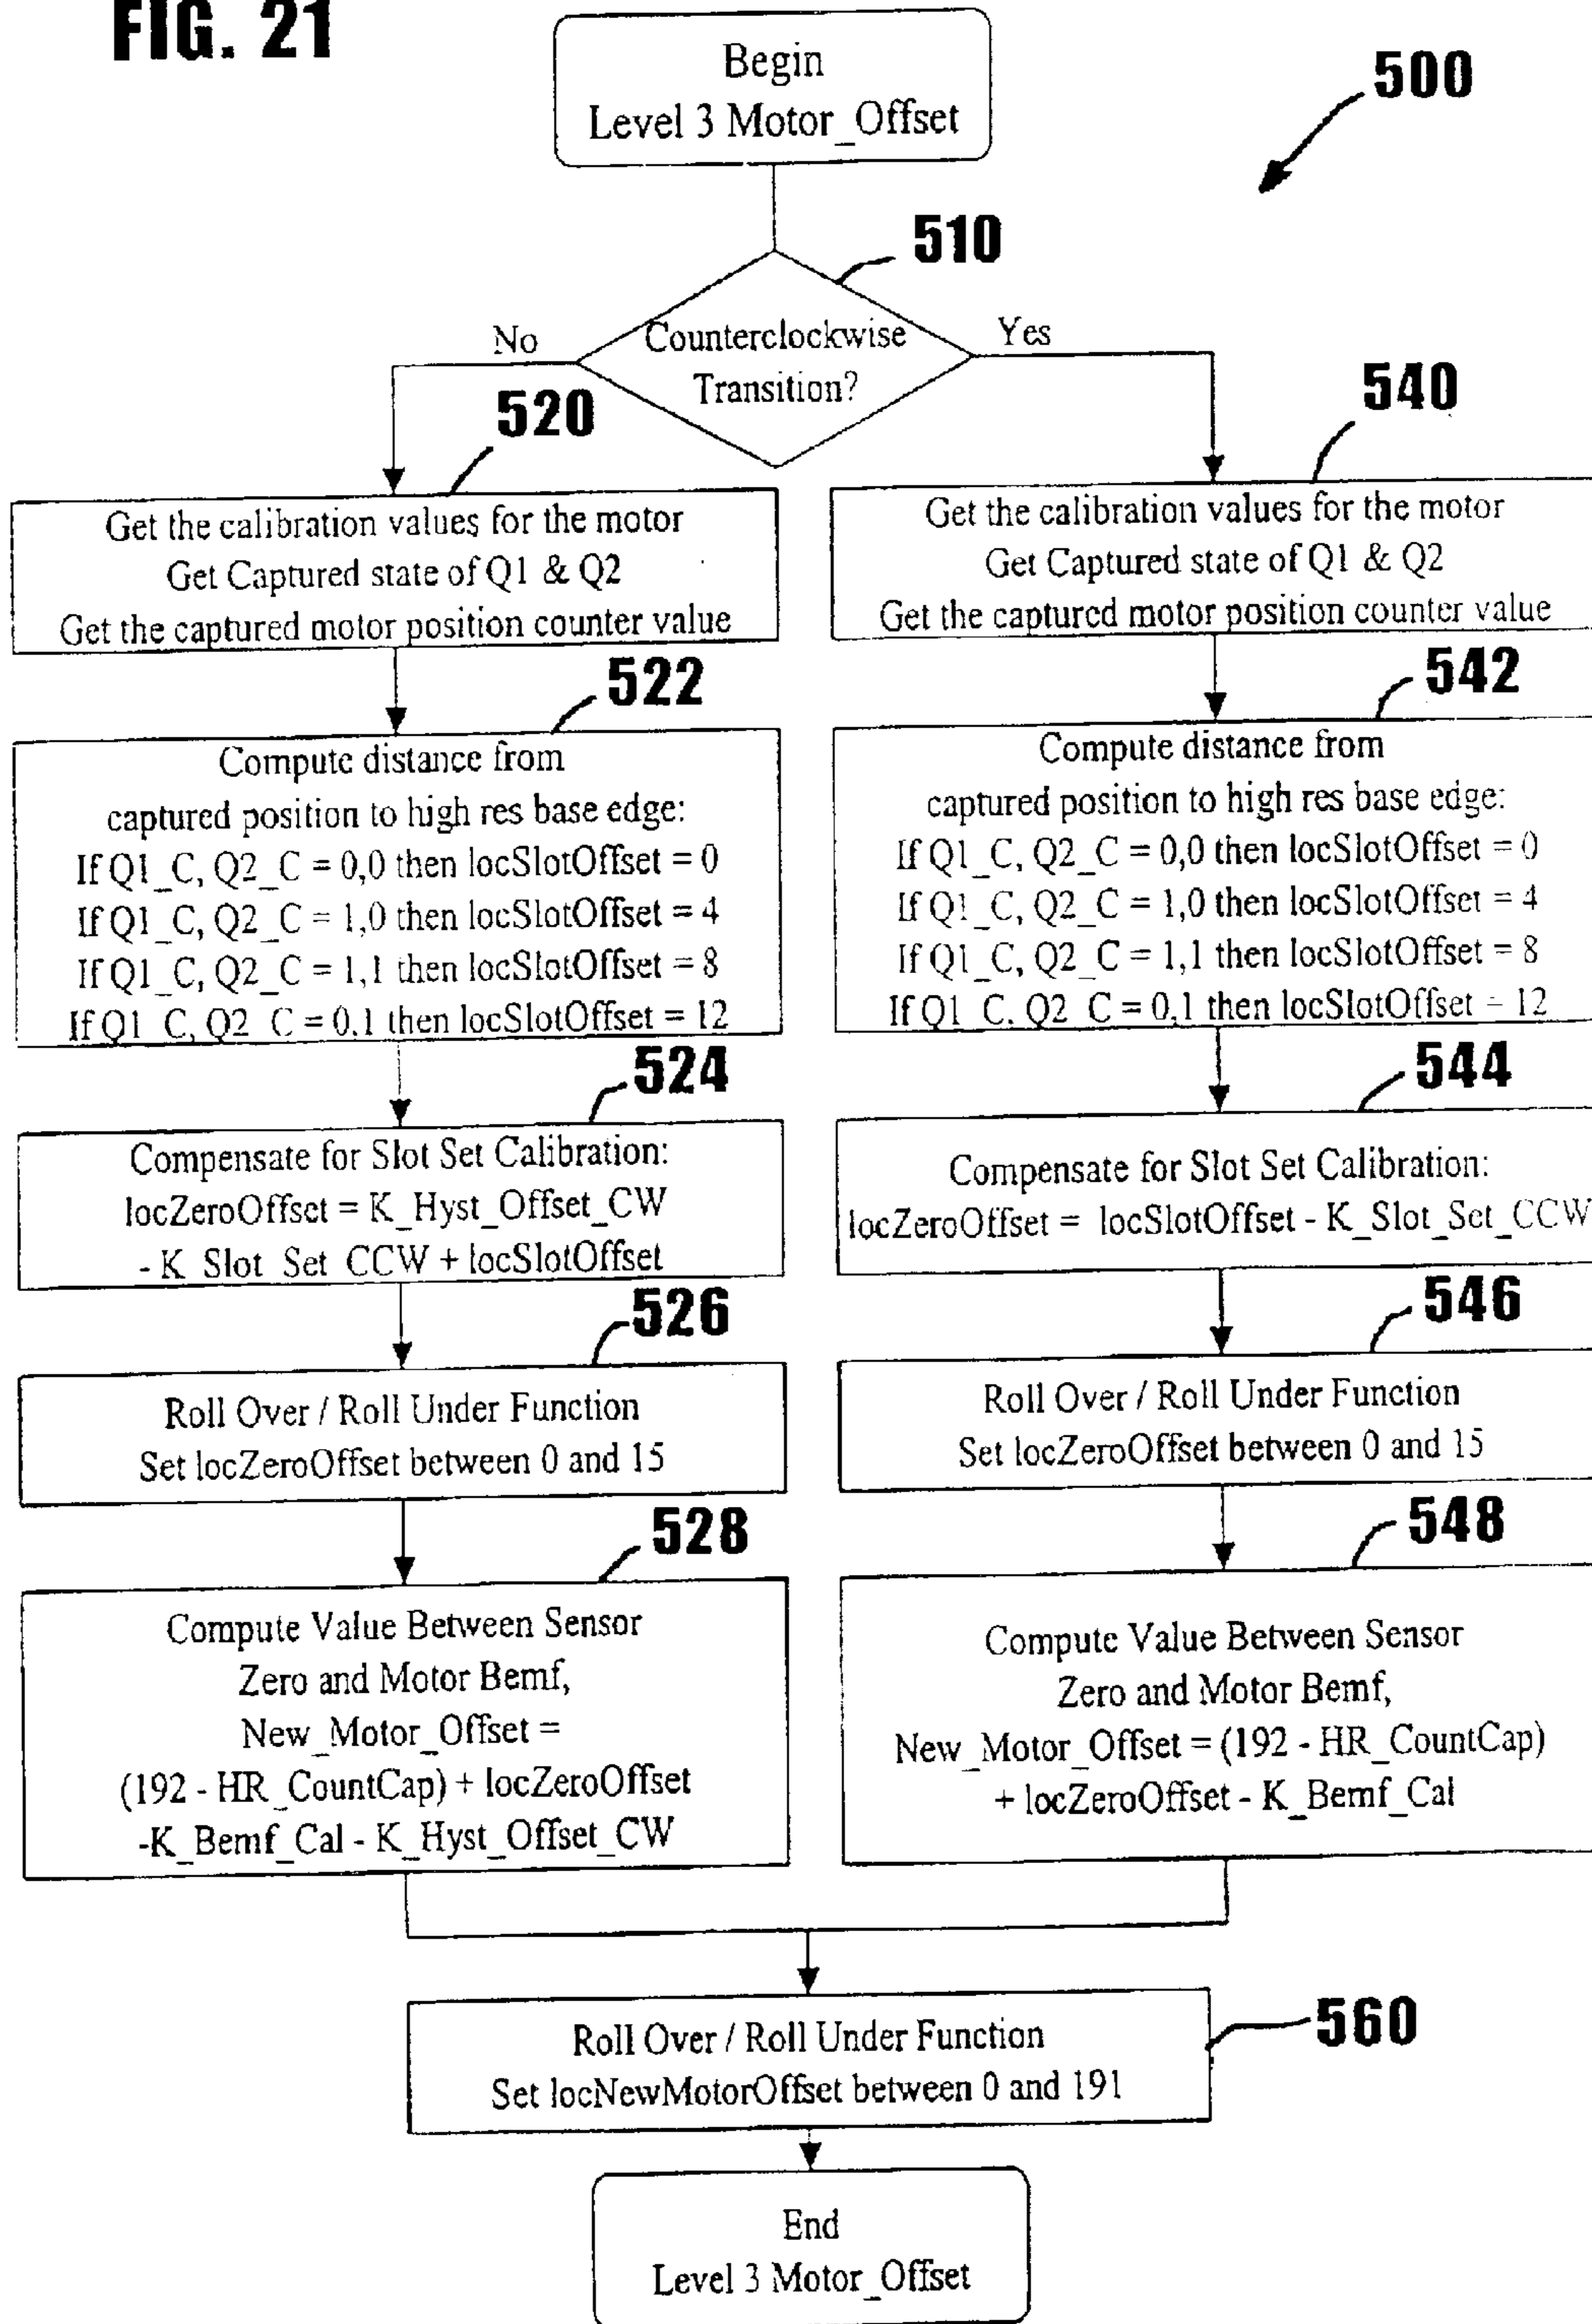 FIG. 21
Begin
Level 3 Motor_Offset
500
510
Counterclockwise
Transition?
No
Yes
520
Get the calibration values for the motor
Get Captured state of Q1 & Q2
Get the captured motor position counter value
522
Compute distance from
captured position to high res base edge:
If Q1_C, Q2_C = 0,0 then locSlotOffset = 0
If Q1_C, Q2_C = 1,0 then locSlotOffset = 4
If Q1_C, Q2_C = 1,1 then locSlotOffset = 8
If Q1_C, Q2_C = 0,1 then locSlotOffset = 12
524
Compensate for Slot Set Calibration:
locZeroOffset = K_Hyst_Offset_CW
- K_Slot_Set_CCW + locSlotOffset
526
Roll Over / Roll Under Function
Set locZeroOffset between 0 and 15
528
Compute Value Between Sensor
Zero and Motor Bemf,
New_Motor_Offset =
(192 - HR_CountCap) + locZeroOffset
-K_Bemf_Cal - K_Hyst_Offset_CW
540
Get the calibration values for the motor
Get Captured state of Q1 & Q2
Get the captured motor position counter value
542
Compute distance from
captured position to high res base edge:
If Q1_C, Q2_C = 0,0 then locSlotOffset = 0
If Q1_C, Q2_C = 1,0 then locSlotOffset = 4
If Q1_C, Q2_C = 1,1 then locSlotOffset = 8
If Q1_C, Q2_C = 0,1 then locSlotOffset = 12
544
Compensate for Slot Set Calibration:
locZeroOffset = locSlotOffset - K_Slot_Set_CCW
546
Roll Over / Roll Under Function
Set locZeroOffset between 0 and 15
548
Compute Value Between Sensor
Zero and Motor Bemf,
New_Motor_Offset = (192 - HR_CountCap)
+ locZeroOffset - K_Bemf_Cal
560
Roll Over / Roll Under Function
Set locNewMotorOffset between 0 and 191
End
Level 3 Motor_Offset